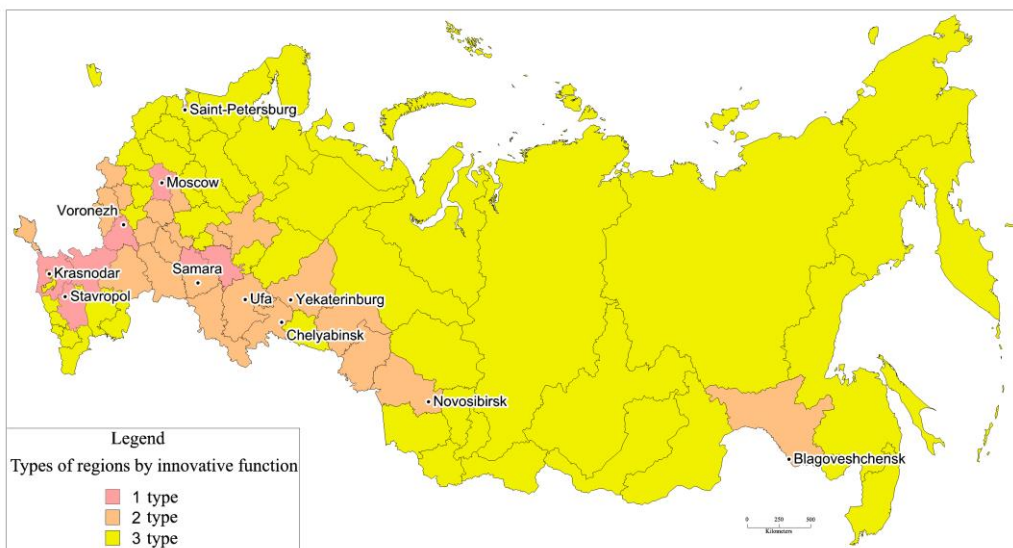 Saint-Petersburg
Moscow
Voronezh
Krasnodar
Samara
Stavropol
Ufa
Yekaterinburg
Chelyabinsk
Novosibirsk
Blagoveshchensk
Legend
Types of regions by innovative function
1 type
2 type
3 type
0 250 500
Kilometers